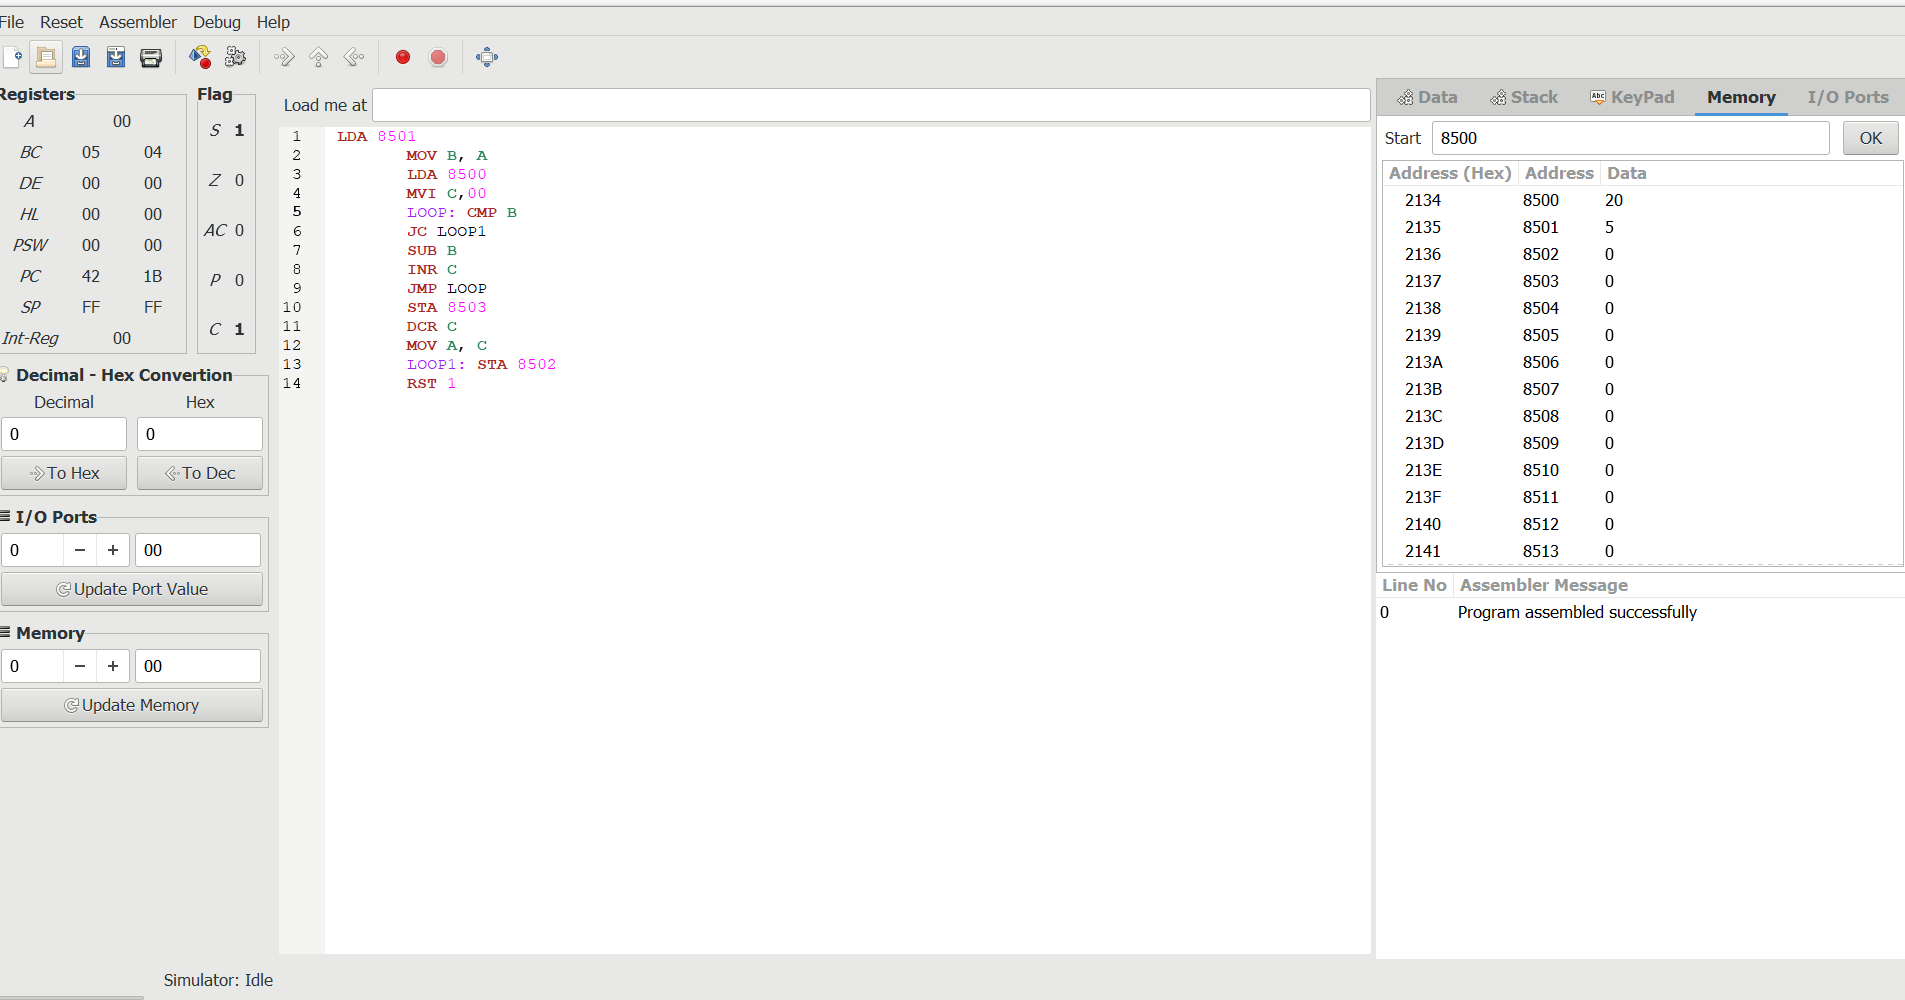 File Reset Assembler Debug Help
Registers
A 00
BC 05 04
DE 00 00
HL 00 00
PSW 00 00
PC 42 1B
SP FF FF
Int-Reg 00
Flag
S 1
Z 0
AC 0
P 0
C 1
Decimal - Hex Convertion
Decimal Hex
0 0
To Hex To Dec
I/O Ports
0 − + 00
Update Port Value
Memory
0 − + 00
Update Memory
Load me at
1 LDA 8501
2 MOV B, A
3 LDA 8500
4 MVI C,00
5 LOOP: CMP B
6 JC LOOP1
7 SUB B
8 INR C
9 JMP LOOP
10 STA 8503
11 DCR C
12 MOV A, C
13 LOOP1: STA 8502
14 RST 1
Data Stack Abc KeyPad Memory I/O Ports
Start 8500 OK
Address (Hex) Address Data
2134 8500 20
2135 8501 5
2136 8502 0
2137 8503 0
2138 8504 0
2139 8505 0
213A 8506 0
213B 8507 0
213C 8508 0
213D 8509 0
213E 8510 0
213F 8511 0
2140 8512 0
2141 8513 0
Line No Assembler Message
0 Program assembled successfully
Simulator: Idle